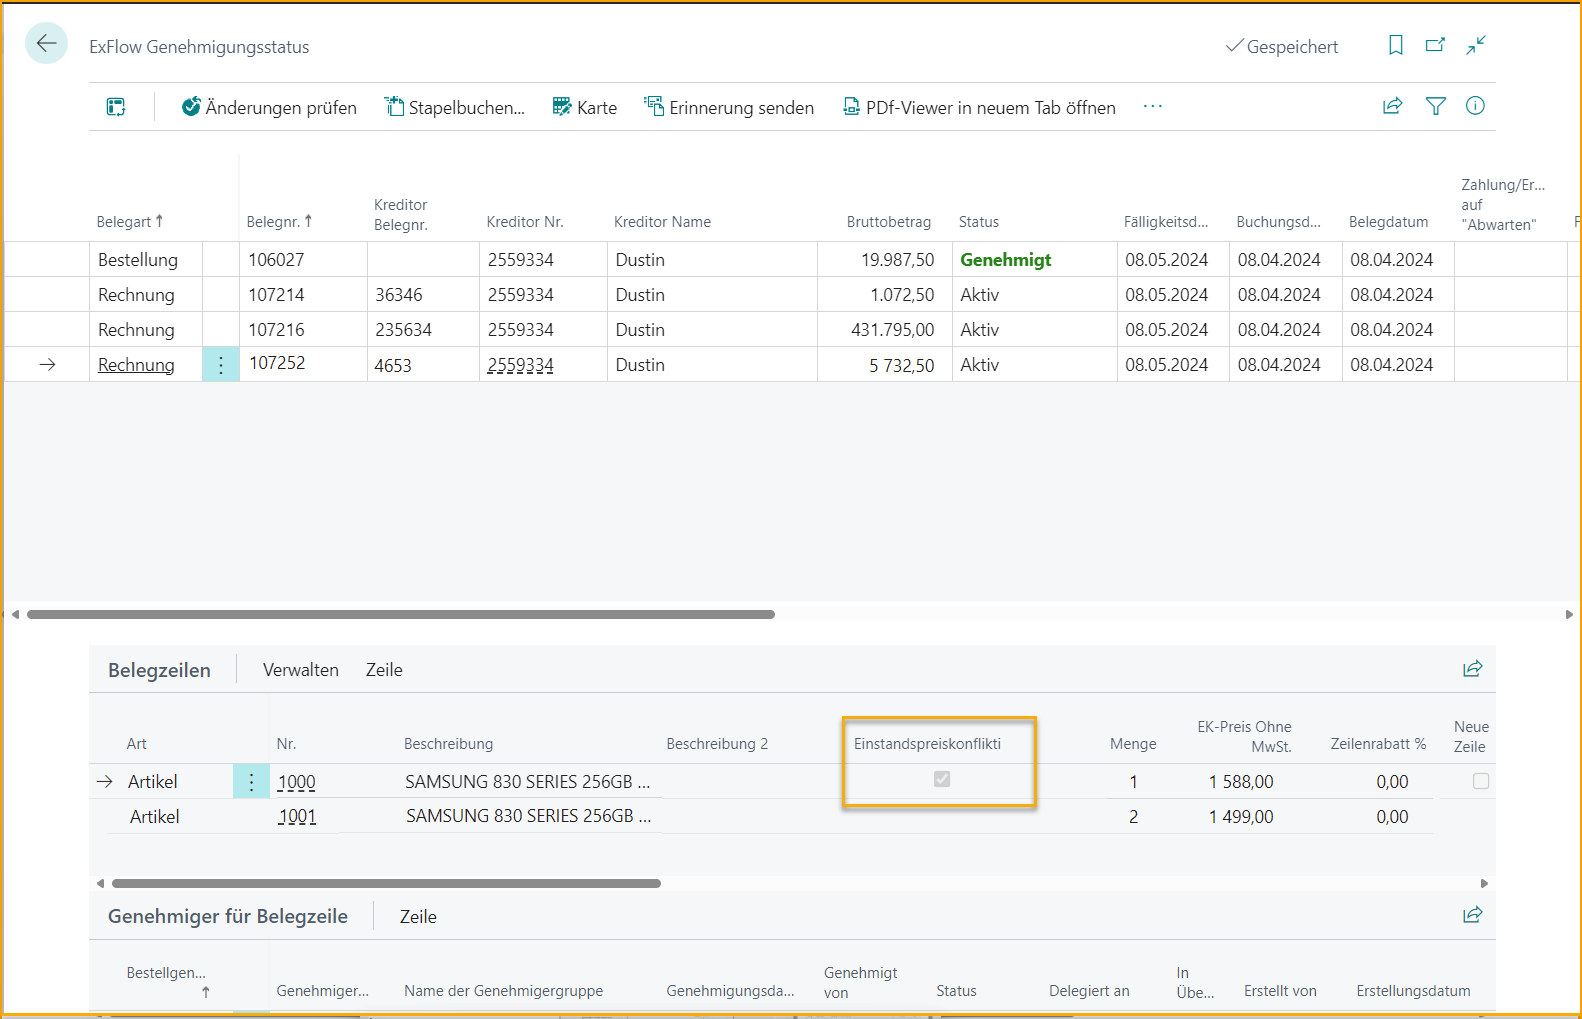 ExFlow Genehmigungsstatus
Gespeichert
Änderungen prüfen Stapelbuchen... Karte Erinnerung senden PDf-Viewer in neuem Tab öffnen ...
Belegart ↑ Belegnr. ↑ Kreditor Belegnr. Kreditor Nr. Kreditor Name Bruttobetrag Status Fälligkeitsd... Buchungsd... Belegdatum Zahlung/Er... auf "Abwarten" F
Bestellung 106027 2559334 Dustin 19.987,50 Genehmigt 08.05.2024 08.04.2024 08.04.2024
Rechnung 107214 36346 2559334 Dustin 1.072,50 Aktiv 08.05.2024 08.04.2024 08.04.2024
Rechnung 107216 235634 2559334 Dustin 431.795,00 Aktiv 08.05.2024 08.04.2024 08.04.2024
Rechnung 107252 4653 2559334 Dustin 5 732,50 Aktiv 08.05.2024 08.04.2024 08.04.2024
Belegzeilen Verwalten Zeile
Art Nr. Beschreibung Beschreibung 2 Einstandspreiskonflikti Menge EK-Preis Ohne MwSt. Zeilenrabatt % Neue Zeile
Artikel 1000 SAMSUNG 830 SERIES 256GB ... 1 1 588,00 0,00
Artikel 1001 SAMSUNG 830 SERIES 256GB ... 2 1 499,00 0,00
Genehmiger für Belegzeile Zeile
Bestellgen... ↑ Genehmiger... Name der Genehmigergruppe Genehmigungsda... Genehmigt von Status Delegiert an In Übe... Erstellt von Erstellungsdatum